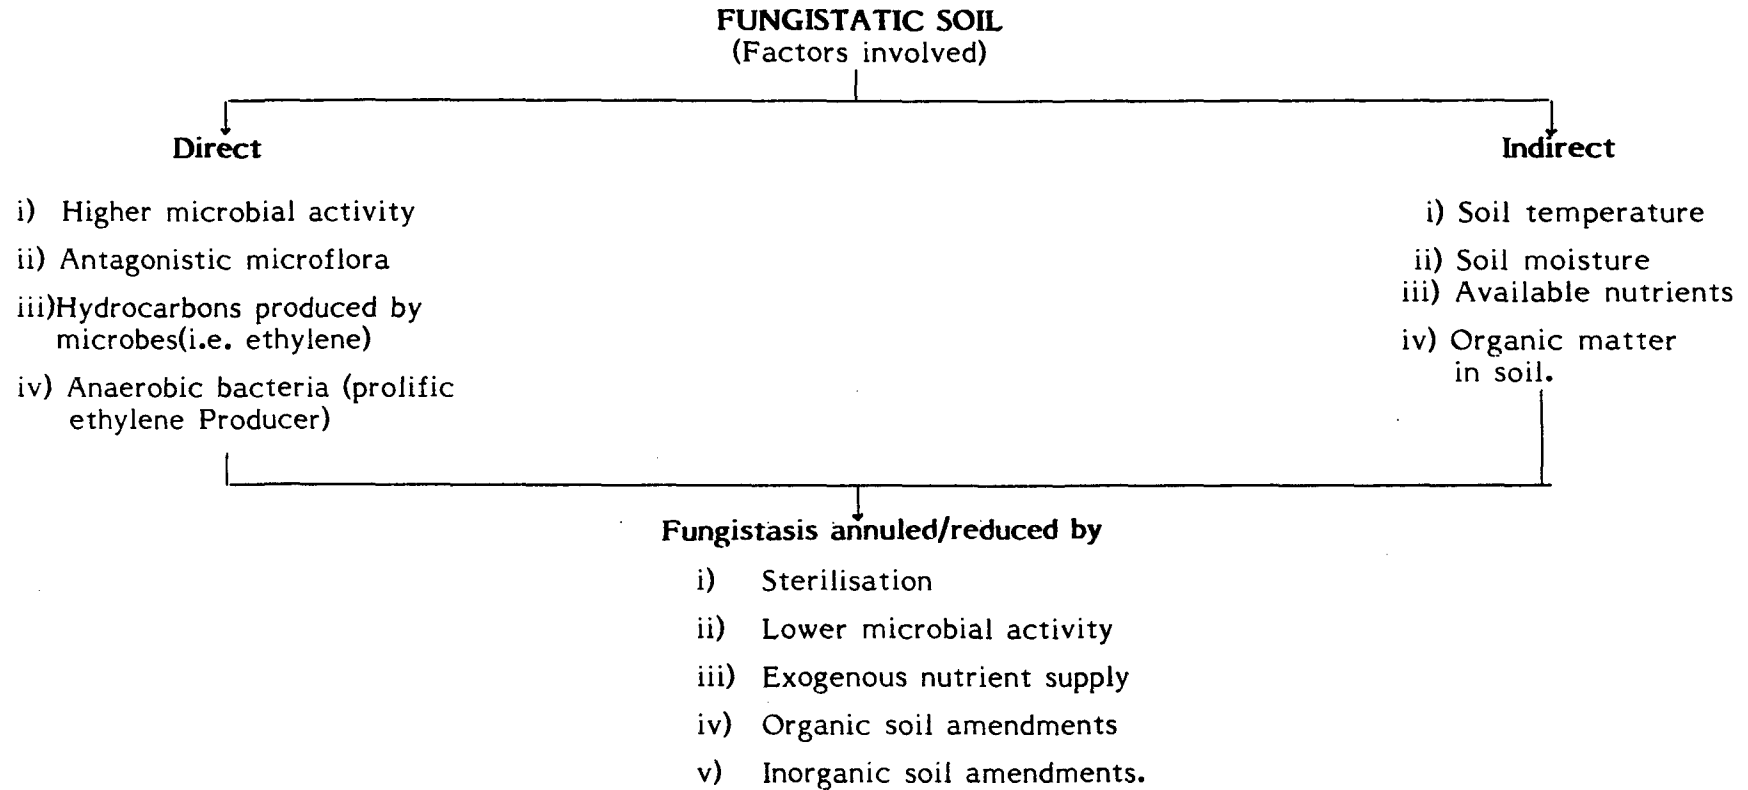 FUNGISTATIC SOIL
(Factors involved)
Direct
i) Higher microbial activity
ii) Antagonistic microflora
iii)Hydrocarbons produced by
microbes(i.e. ethylene)
iv) Anaerobic bacteria (prolific
ethylene Producer)
Indirect
i) Soil temperature
ii) Soil moisture
iii) Available nutrients
iv) Organic matter
in soil.
Fungistasis annuled/reduced by
i) Sterilisation
ii) Lower microbial activity
iii) Exogenous nutrient supply
iv) Organic soil amendments
v) Inorganic soil amendments.